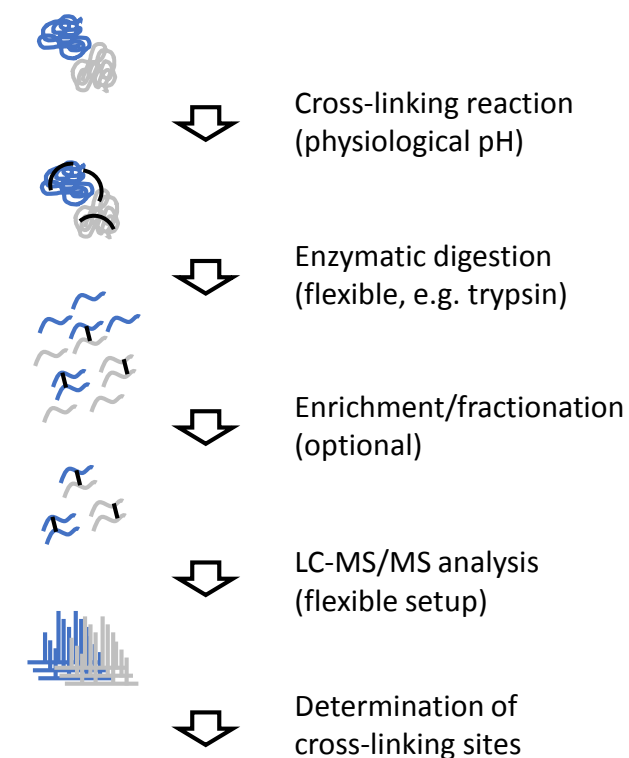 Cross-linking reaction
(physiological pH)
Enzymatic digestion
(flexible, e.g. trypsin)
Enrichment/fractionation
(optional)
LC-MS/MS analysis
(flexible setup)
Determination of
cross-linking sites